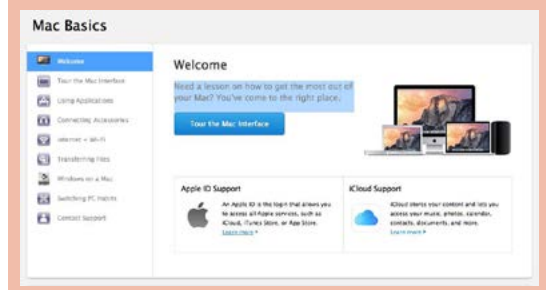 Mac Basics
Welcome
Tour the Mac Interface
Using Applications
Connecting Accessories
Internet + Wi-Fi
Transferring Files
Windows on a Mac
Switching PC Habits
Contact Support
Welcome
Need a lesson on how to get the most out of
your Mac? You've come to the right place.
Tour the Mac Interface
Apple ID Support
An Apple ID is the login that allows you
to access all Apple services, such as
iCloud, iTunes Store, or App Store.
Learn more
iCloud Support
iCloud stores your content and lets you
access your music, photos, calendar,
contacts, documents, and more.
Learn more